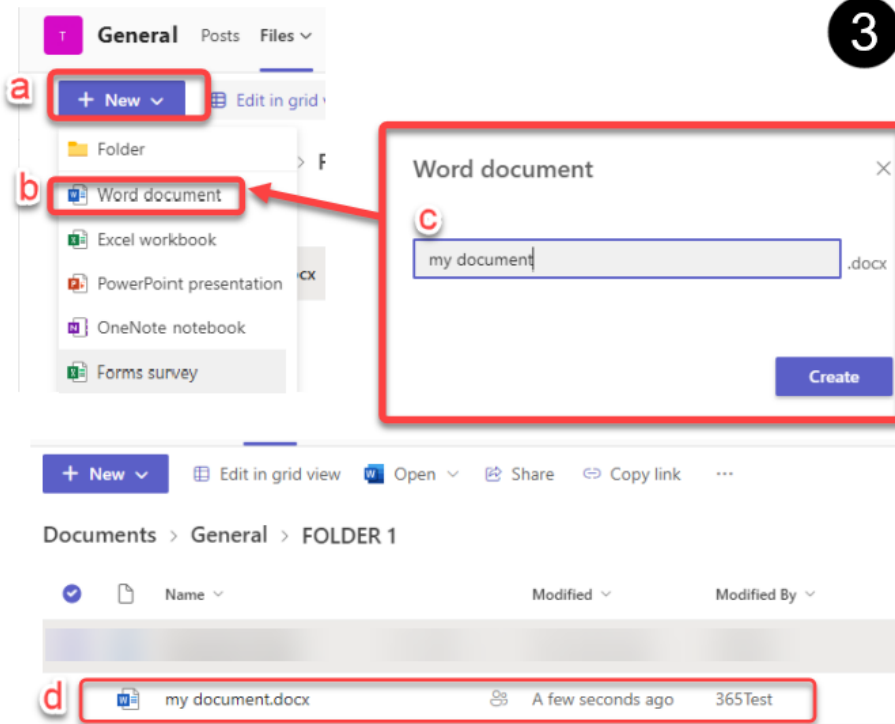 3
T General Posts Files
a
+ New Edit in grid
Folder
> F
b
Word document
Excel workbook
cx
PowerPoint presentation
OneNote notebook
Forms survey
Word document
c
my document .docx
Create
+ New Edit in grid view Open Share Copy link ...
Documents > General > FOLDER 1
Name Modified Modified By
d
my document.docx A few seconds ago 365Test